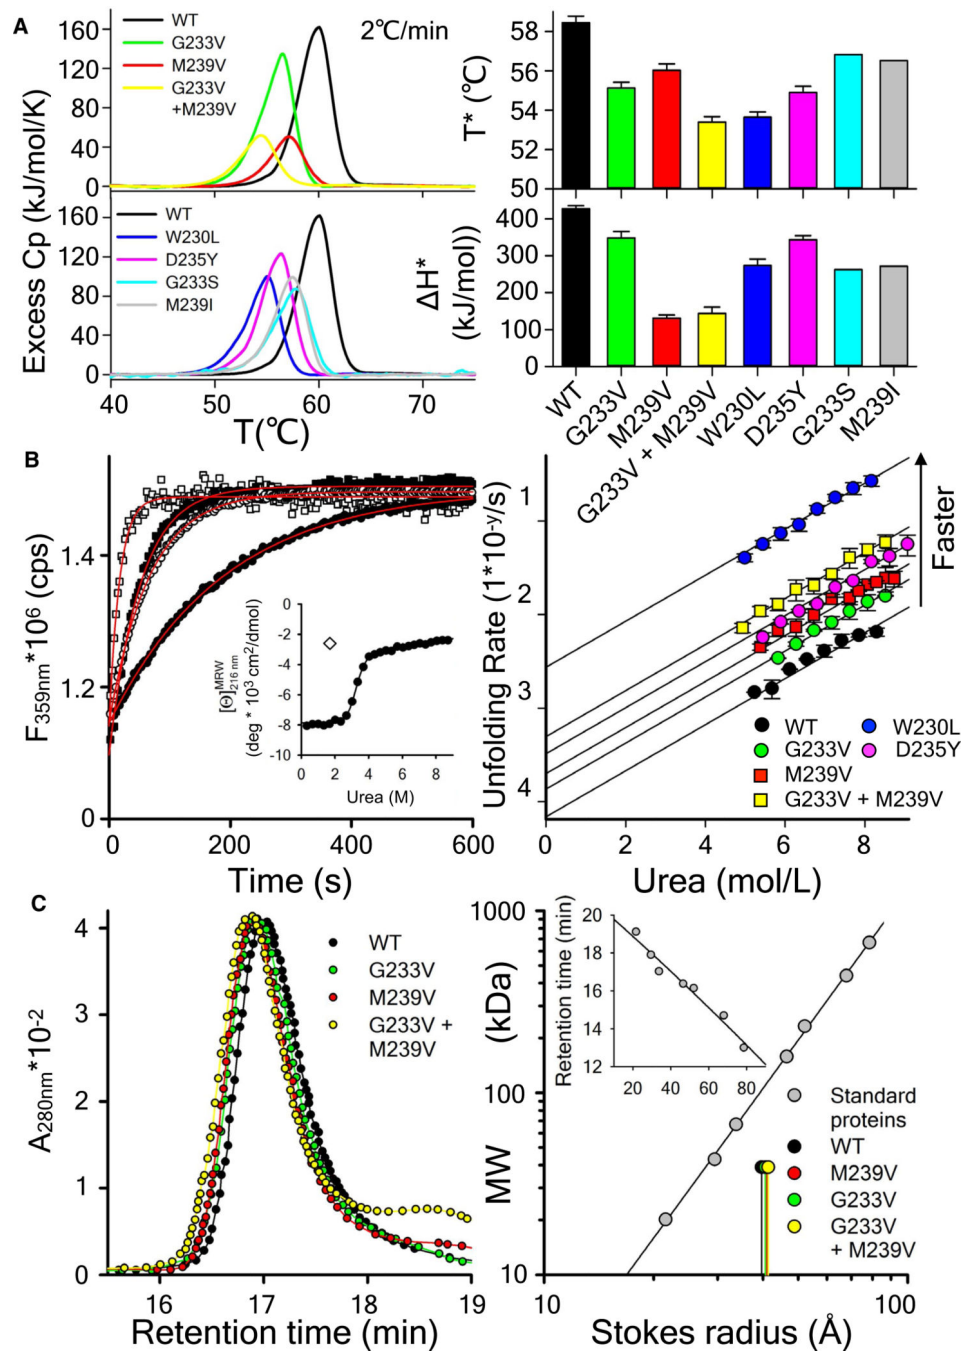 A
2℃/min
WT
G233V
M239V
G233V
+M239V
160
120
80
40
0
WT
W230L
D235Y
G233S
M239I
160
120
80
40
0
40 50 60 70
Excess Cp (kJ/mol/K)
T(℃)
T* (℃)
58
56
54
52
50
ΔH*
(kJ/mol))
400
300
200
100
0
WT
G233V
M239V
G233V + M239V
W230L
D235Y
G233S
M239I
B
F359nm*10⁶ (cps)
1.4
1.2
0
0 200 400 600
Time (s)
[Θ]MRW 216 nm
(deg * 10³ cm²/dmol)
0
-2
-4
-6
-8
-10
0 2 4 6 8
Urea (M)
Unfolding Rate (1*10⁻ʸ/s)
1
2
3
4
Faster
WT
G233V
M239V
G233V + M239V
W230L
D235Y
0 2 4 6 8
Urea (mol/L)
C
A280nm*10⁻²
4
3
2
1
0
WT
G233V
M239V
G233V +
M239V
16 17 18 19
Retention time (min)
MW (kDa)
1000
100
10
Retention time (min)
20
18
16
14
12
20 40 60 80
Standard
proteins
WT
M239V
G233V
G233V
+ M239V
10 100
Stokes radius (Å)